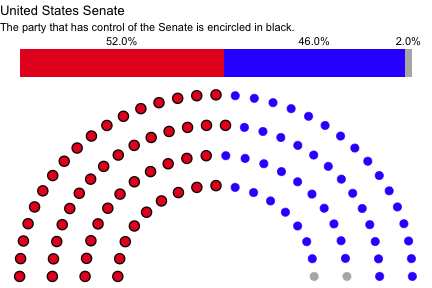 United States Senate
The party that has control of the Senate is encircled in black.
52.0% 46.0% 2.0%